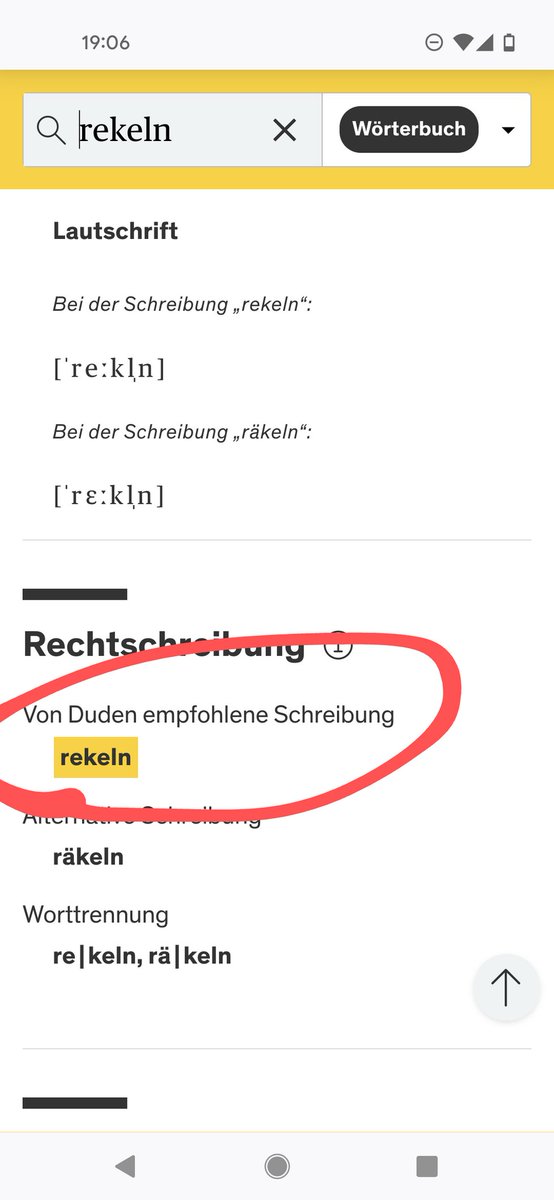 19:06
rekeln
Wörterbuch
Lautschrift
Bei der Schreibung „rekeln“:
[ˈreːkl̩n]
Bei der Schreibung „räkeln“:
[ˈrɛːkl̩n]
Rechtschreibung
Von Duden empfohlene Schreibung
rekeln
Alternative Schreibung
räkeln
Worttrennung
re|keln, rä|keln